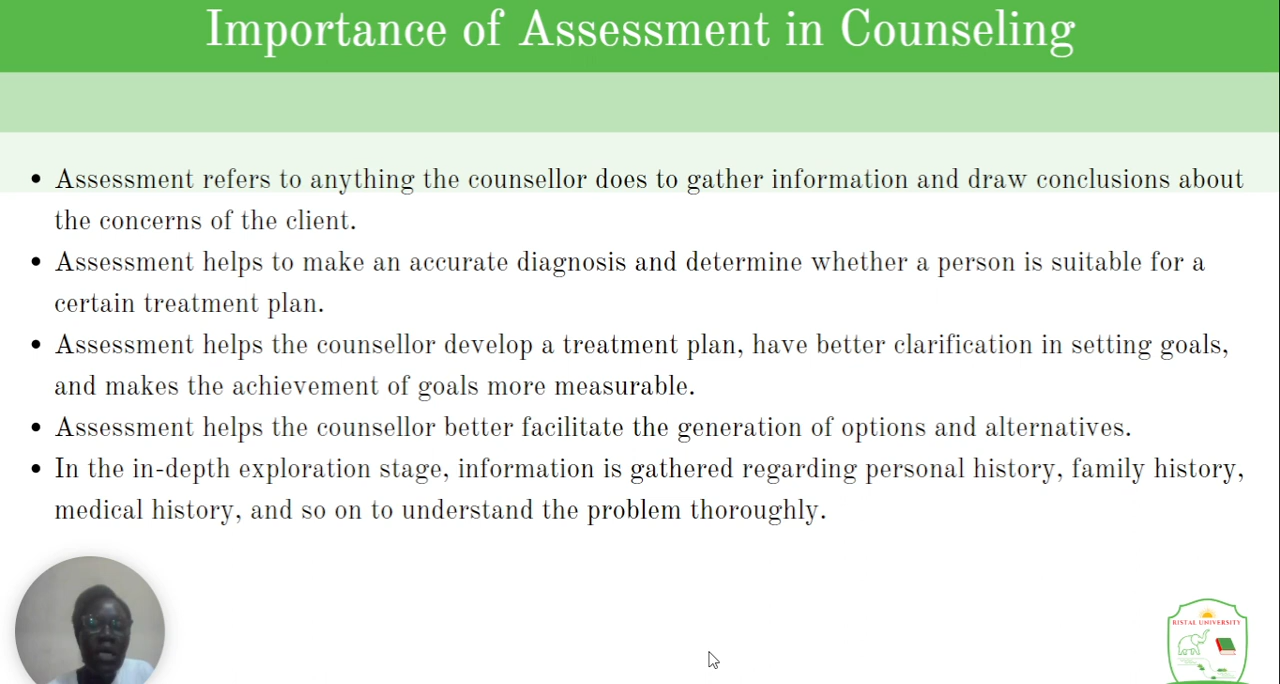 Importance of Assessment in Counseling
• Assessment refers to anything the counsellor does to gather information and draw conclusions about
the concerns of the client.
• Assessment helps to make an accurate diagnosis and determine whether a person is suitable for a
certain treatment plan.
• Assessment helps the counsellor develop a treatment plan, have better clarification in setting goals,
and makes the achievement of goals more measurable.
• Assessment helps the counsellor better facilitate the generation of options and alternatives.
• In the in-depth exploration stage, information is gathered regarding personal history, family history,
medical history, and so on to understand the problem thoroughly.
RISTAL UNIVERSITY